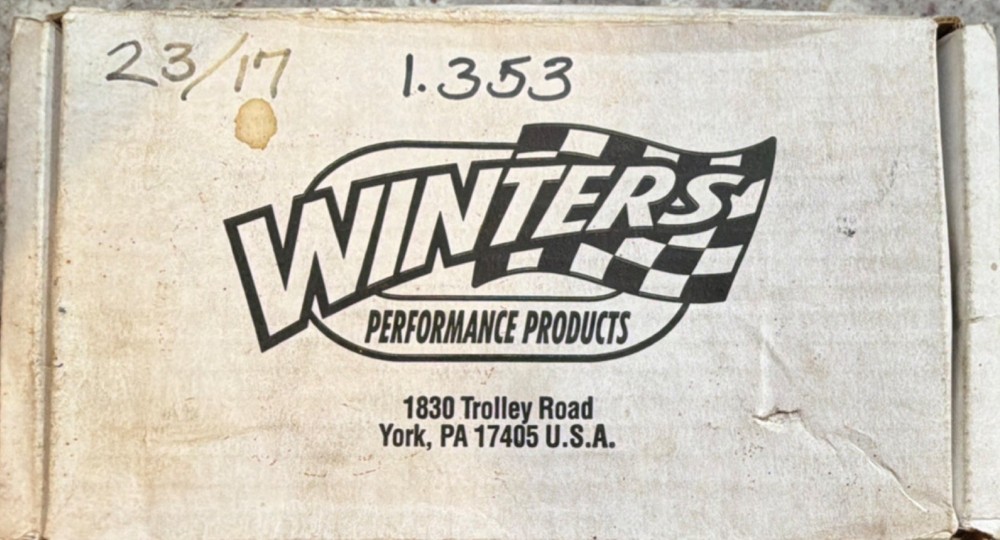 23/17 1.353
WINTERS
PERFORMANCE PRODUCTS
1830 Trolley Road
York, PA 17405 U.S.A.